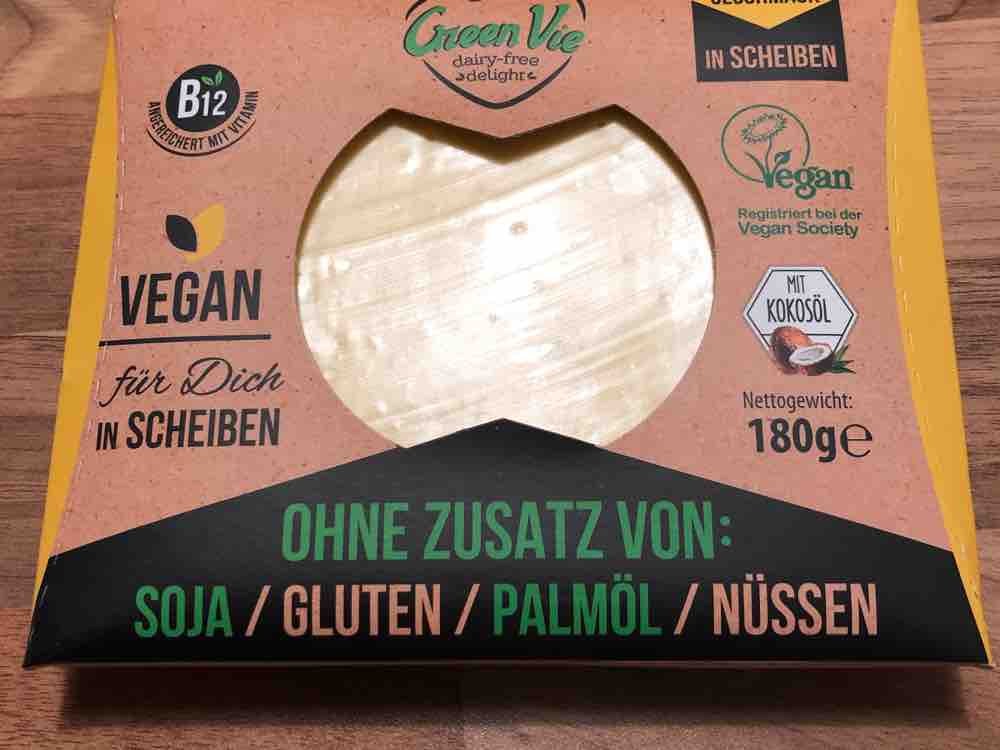 Green Vie
dairy-free
delight
GESCHMACK
IN SCHEIBEN
B12
ANGEREICHERT MIT VITAMIN
Vegan
Registriert bei der
Vegan Society
VEGAN
für Dich
IN SCHEIBEN
MIT
KOKOSÖL
Nettogewicht:
180g℮
OHNE ZUSATZ VON:
SOJA / GLUTEN / PALMÖL / NÜSSEN